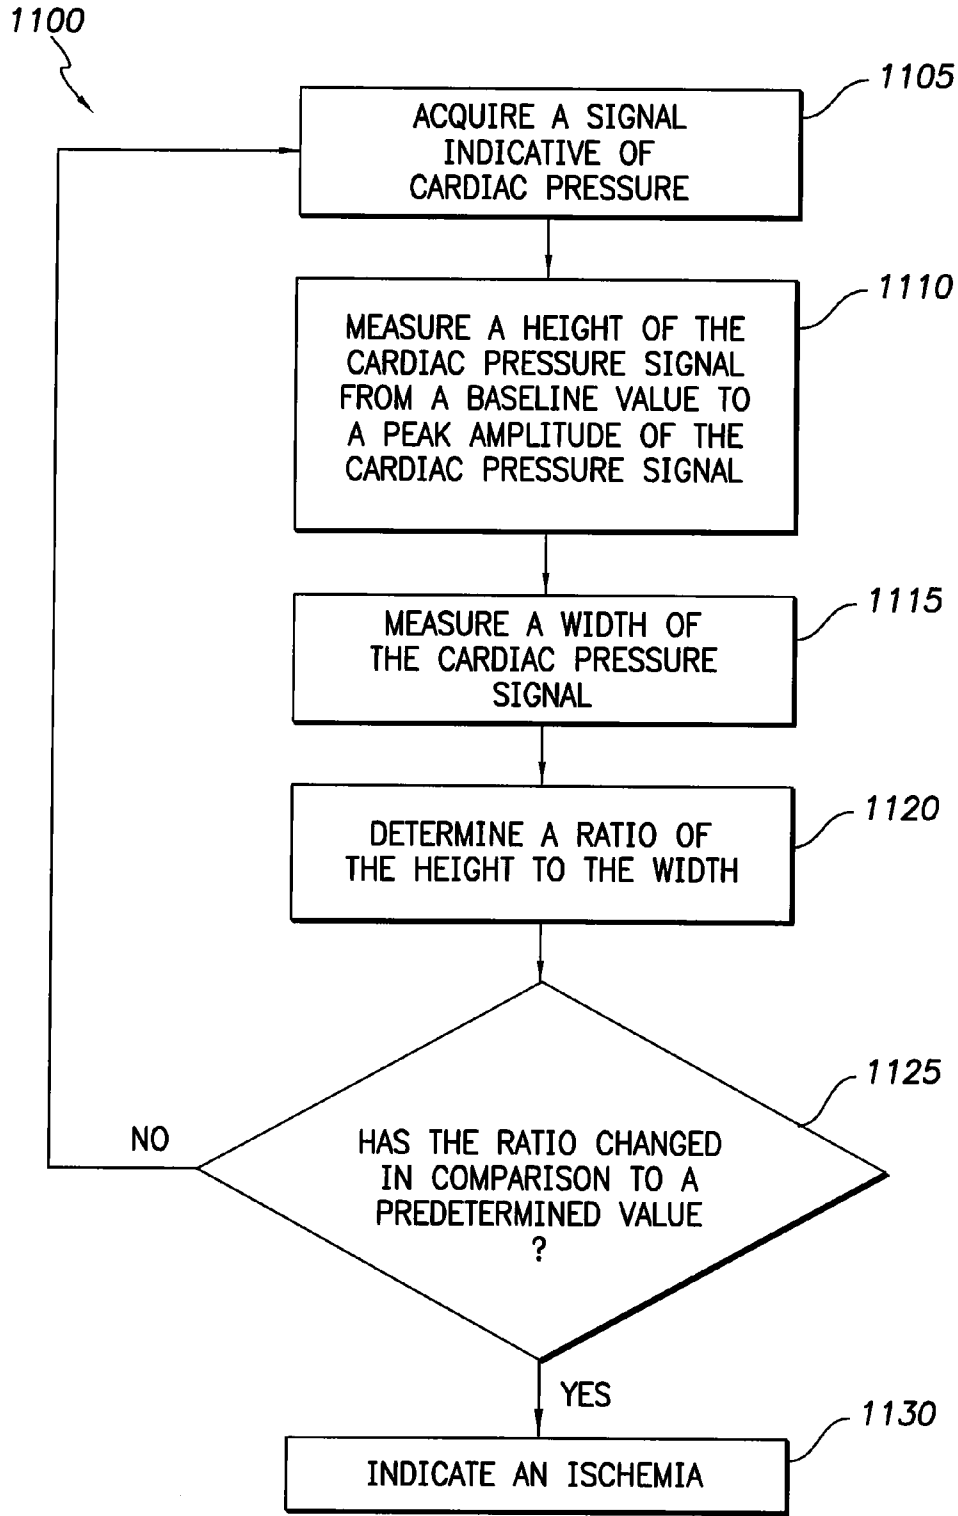 1100
1105
ACQUIRE A SIGNAL
INDICATIVE OF
CARDIAC PRESSURE
1110
MEASURE A HEIGHT OF THE
CARDIAC PRESSURE SIGNAL
FROM A BASELINE VALUE TO
A PEAK AMPLITUDE OF THE
CARDIAC PRESSURE SIGNAL
1115
MEASURE A WIDTH OF
THE CARDIAC PRESSURE
SIGNAL
1120
DETERMINE A RATIO OF
THE HEIGHT TO THE WIDTH
1125
NO
HAS THE RATIO CHANGED
IN COMPARISON TO A
PREDETERMINED VALUE
?
YES
1130
INDICATE AN ISCHEMIA